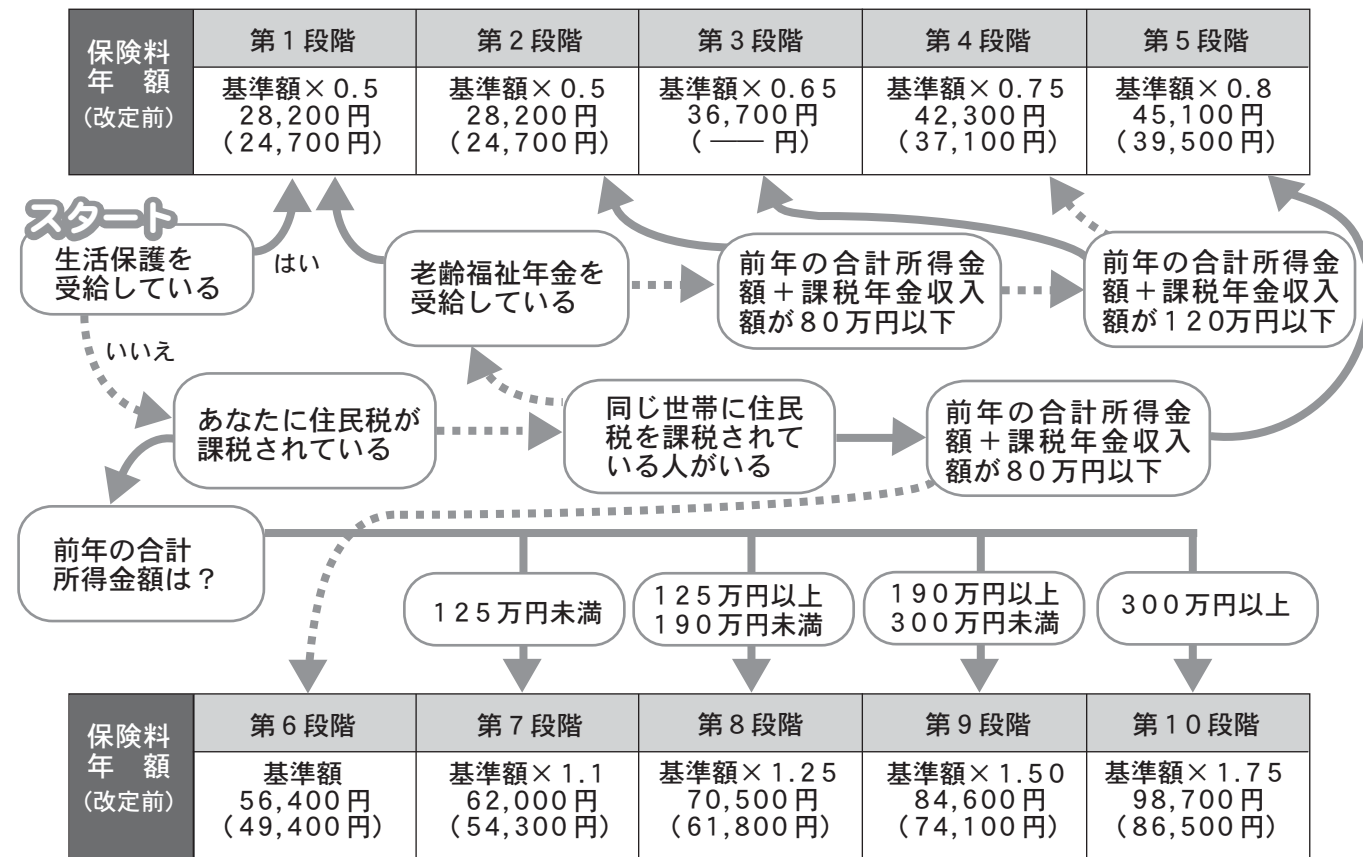 保険料
年　額
（改定前）
第１段階
第２段階
第３段階
第４段階
第５段階
基準額×０.５
28,200円
（24,700円）
基準額×０.５
28,200円
（24,700円）
基準額×０.６５
36,700円
（ ── 円）
基準額×０.７５
42,300円
（37,100円）
基準額×０.８
45,100円
（39,500円）
スタート
生活保護を
受給している
はい
いいえ
老齢福祉年金を
受給している
前年の合計所得金
額＋課税年金収入
額が８０万円以下
前年の合計所得金
額＋課税年金収入
額が１２０万円以下
あなたに住民税が
課税されている
同じ世帯に住民
税を課税されて
いる人がいる
前年の合計所得金
額＋課税年金収入
額が８０万円以下
前年の合計
所得金額は？
１２５万円未満
１２５万円以上
１９０万円未満
１９０万円以上
３００万円未満
３００万円以上
保険料
年　額
（改定前）
第６段階
第７段階
第８段階
第９段階
第１０段階
基準額
56,400円
（49,400円）
基準額×１.１
62,000円
（54,300円）
基準額×１.２５
70,500円
（61,800円）
基準額×１.５０
84,600円
（74,100円）
基準額×１.７５
98,700円
（86,500円）